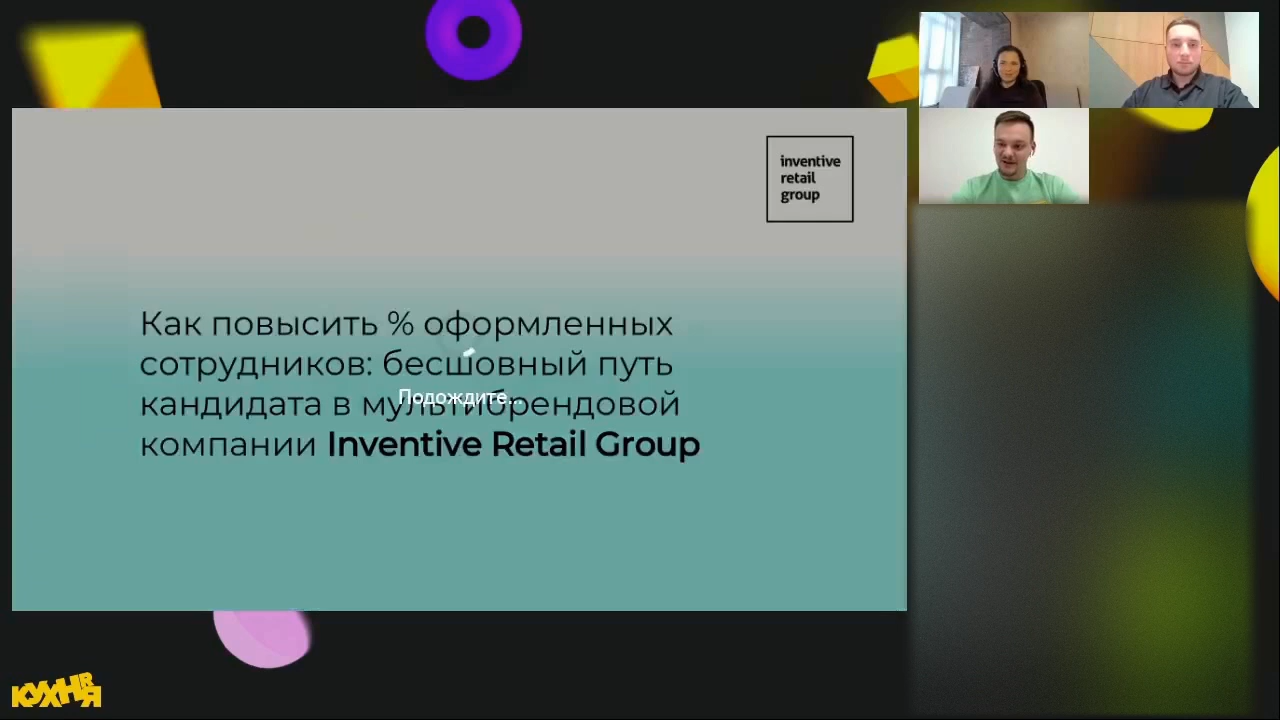 inventive
retail
group
Как повысить % оформленных
сотрудников: бесшовный путь
кандидата в мультибрендовой
компании Inventive Retail Group
Подождите...
КУХНЯ